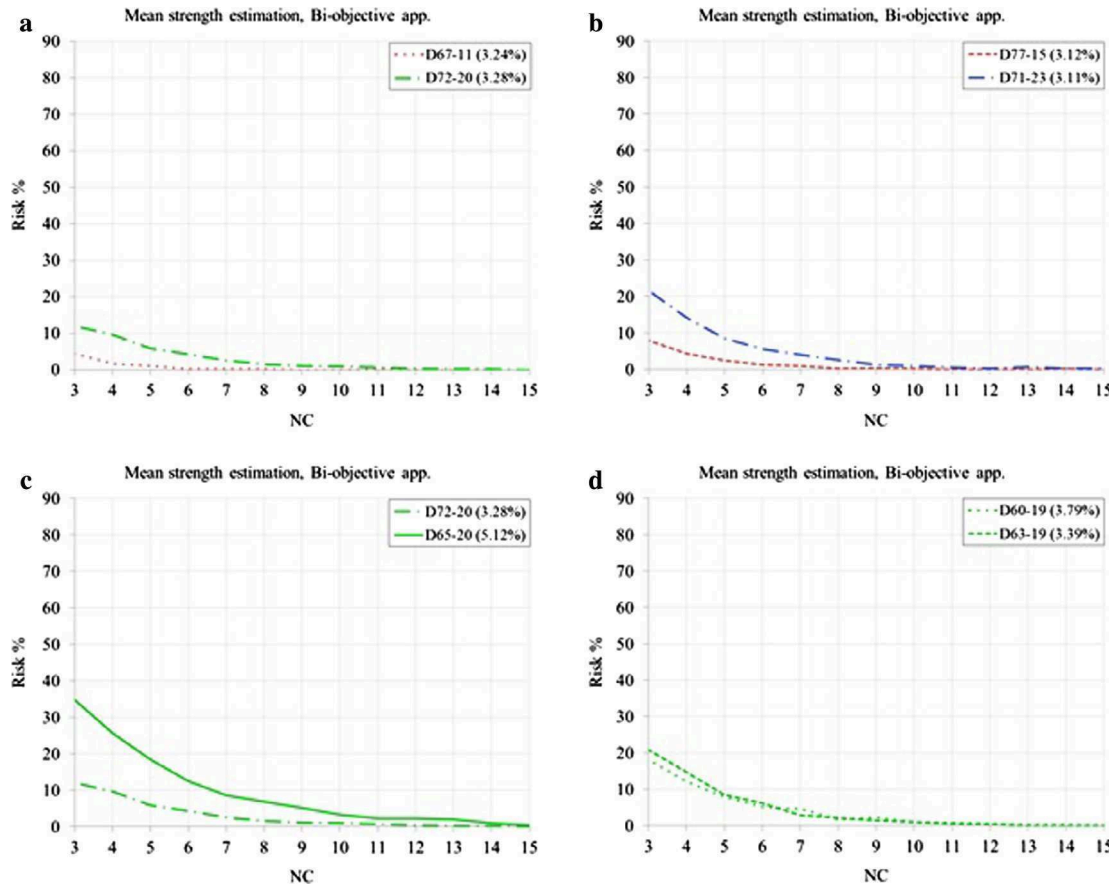 a
Mean strength estimation, Bi-objective app.
D67-11 (3.24%)
D72-20 (3.28%)
90
80
70
60
50
40
30
20
10
0
Risk %
3 4 5 6 7 8 9 10 11 12 13 14 15
NC
b
Mean strength estimation, Bi-objective app.
D77-15 (3.12%)
D71-23 (3.11%)
90
80
70
60
50
40
30
20
10
0
Risk %
3 4 5 6 7 8 9 10 11 12 13 14 15
NC
c
Mean strength estimation, Bi-objective app.
D72-20 (3.28%)
D65-20 (5.12%)
90
80
70
60
50
40
30
20
10
0
Risk %
3 4 5 6 7 8 9 10 11 12 13 14 15
NC
d
Mean strength estimation, Bi-objective app.
D60-19 (3.79%)
D63-19 (3.39%)
90
80
70
60
50
40
30
20
10
0
Risk %
3 4 5 6 7 8 9 10 11 12 13 14 15
NC